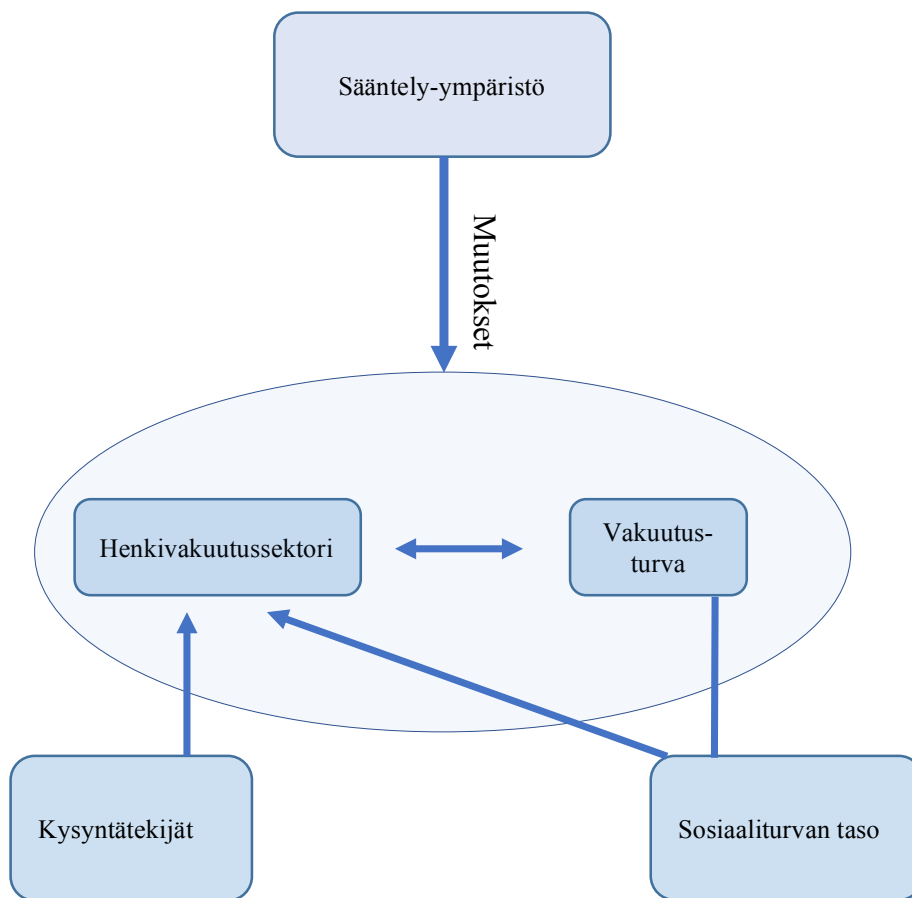 Sääntely-ympäristö
Muutokset
Henkivakuutussektori
Vakuutus-
turva
Kysyntätekijät
Sosiaaliturvan taso